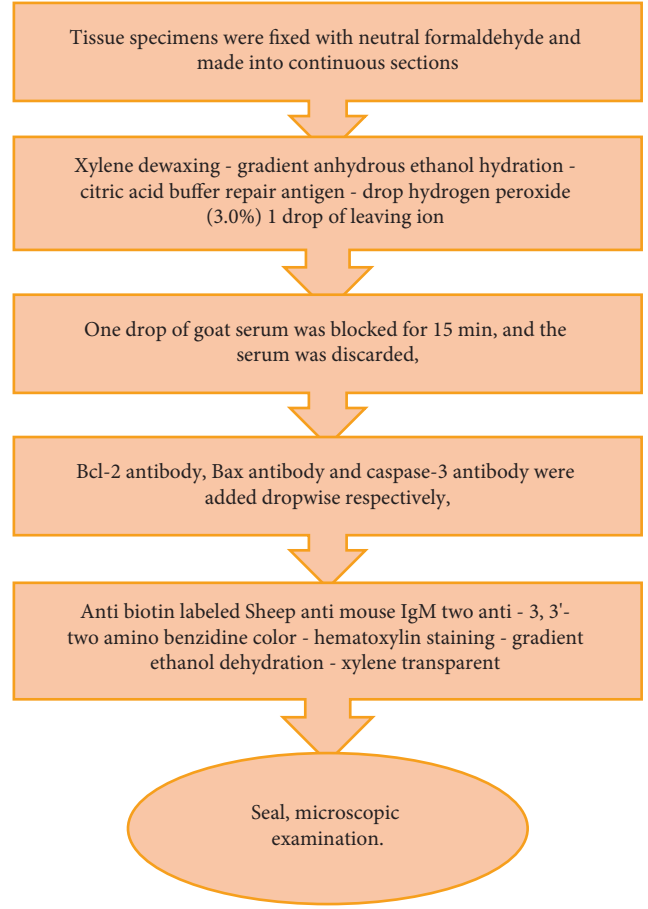 Tissue specimens were fixed with neutral formaldehyde and
made into continuous sections
Xylene dewaxing - gradient anhydrous ethanol hydration -
citric acid buffer repair antigen - drop hydrogen peroxide
(3.0%) 1 drop of leaving ion
One drop of goat serum was blocked for 15 min, and the
serum was discarded,
Bcl-2 antibody, Bax antibody and caspase-3 antibody were
added dropwise respectively,
Anti biotin labeled Sheep anti mouse IgM two anti - 3, 3'-
two amino benzidine color - hematoxylin staining - gradient
ethanol dehydration - xylene transparent
Seal, microscopic
examination.